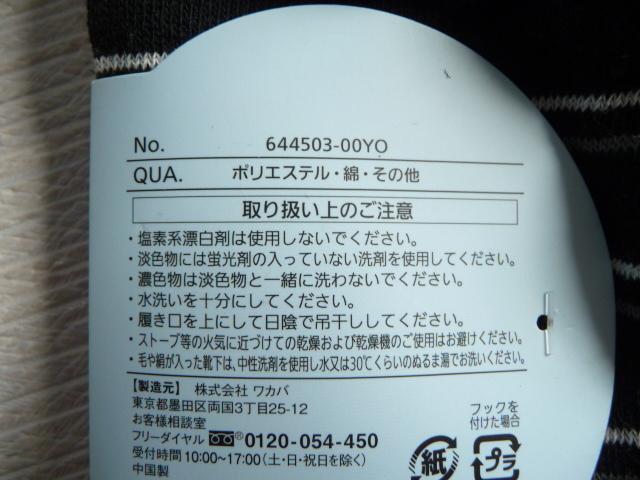 No. 644503-00YO
QUA. ポリエステル・綿・その他
取り扱い上のご注意
・塩素系漂白剤は使用しないでください。
・淡色物には蛍光剤の入っていない洗剤を使用してください。
・濃色物は淡色物と一緒に洗わないでください。
・水洗いを十分にしてください。
・履き口を上にして日陰で吊干ししてください。
・ストーブ等の火気に近づけての乾燥および乾燥機のご使用はお避けください。
・毛や絹が入った靴下は、中性洗剤を使用し水又は30℃くらいのぬるま湯でお洗いください。
【製造元】 株式会社 ワカバ
東京都墨田区両国3丁目25-12
お客様相談室
フリーダイヤル 0120-054-450
受付時間 10:00~17:00(土・日・祝日を除く)
中国製
フックを
付けた場合
紙
プラ